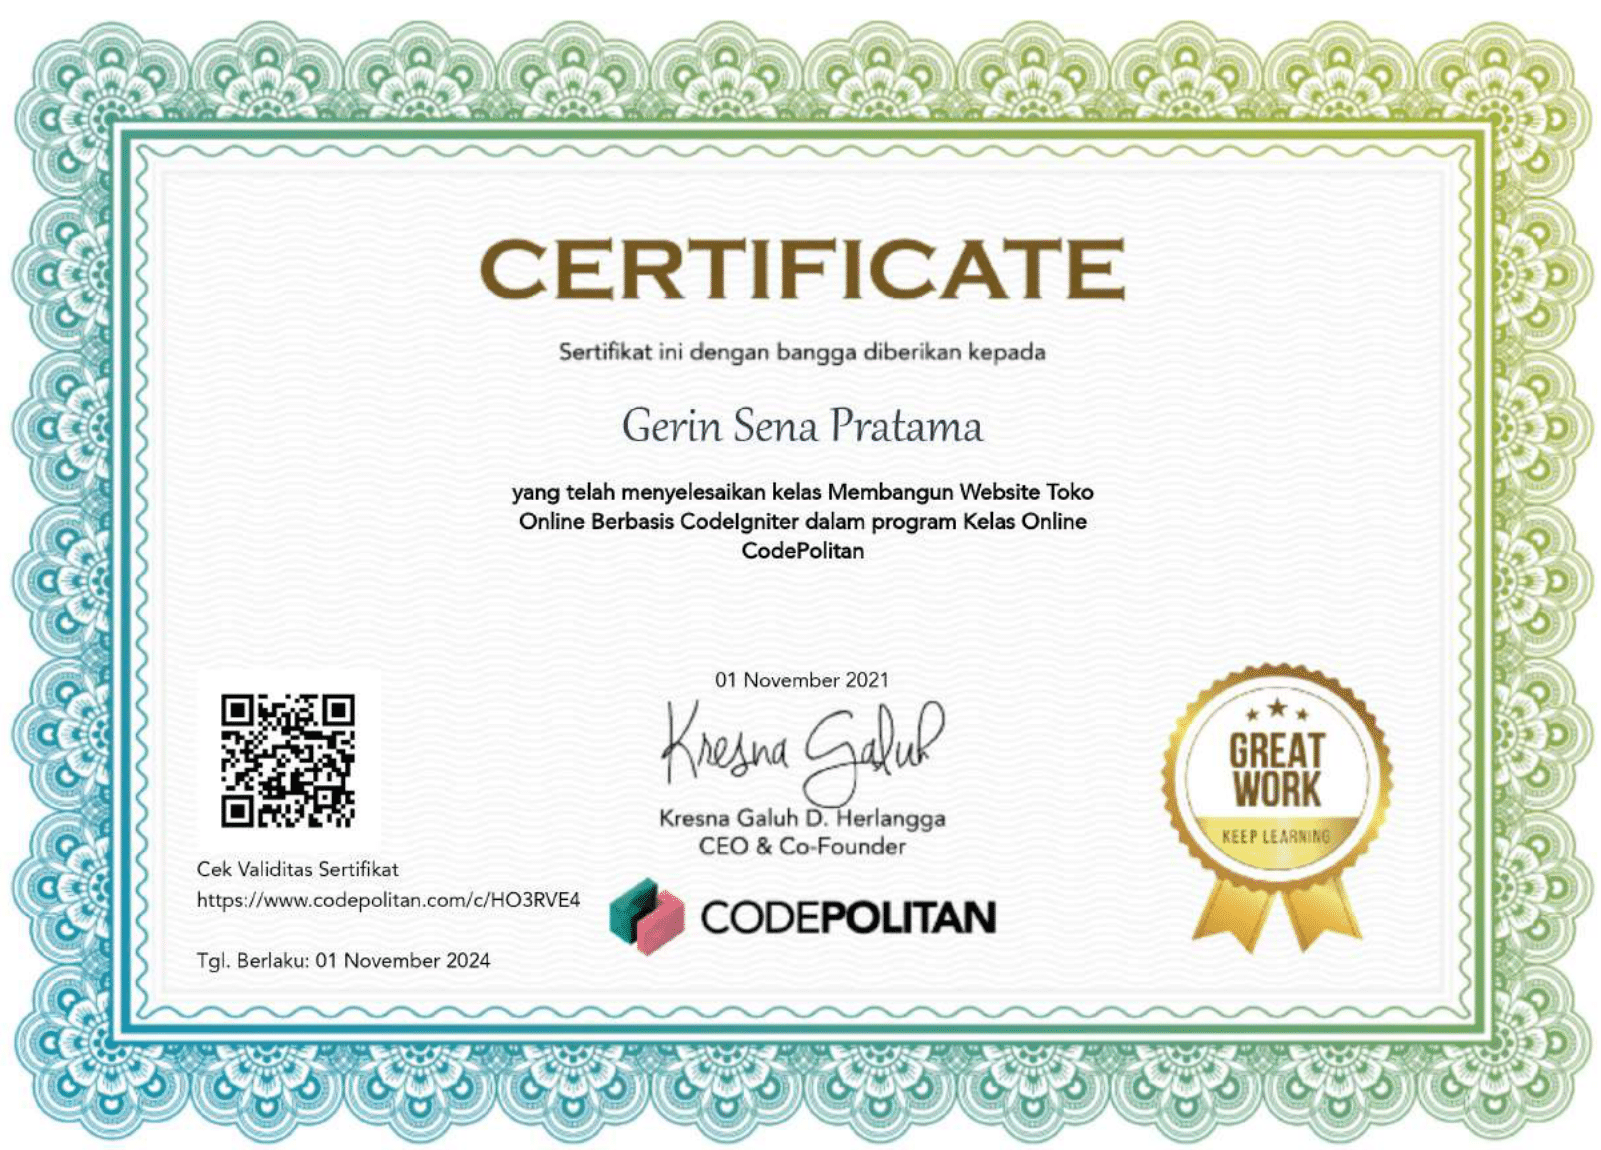 CERTIFICATE
Sertifikat ini dengan bangga diberikan kepada
Gerin Sena Pratama
yang telah menyelesaikan kelas Membangun Website Toko
Online Berbasis CodeIgniter dalam program Kelas Online
CodePolitan
01 November 2021
Kresna Galuh
Kresna Galuh D. Herlangga
CEO & Co-Founder
CODEPOLITAN
Cek Validitas Sertifikat
https://www.codepolitan.com/c/HO3RVE4
Tgl. Berlaku: 01 November 2024
GREAT
WORK
KEEP LEARNING